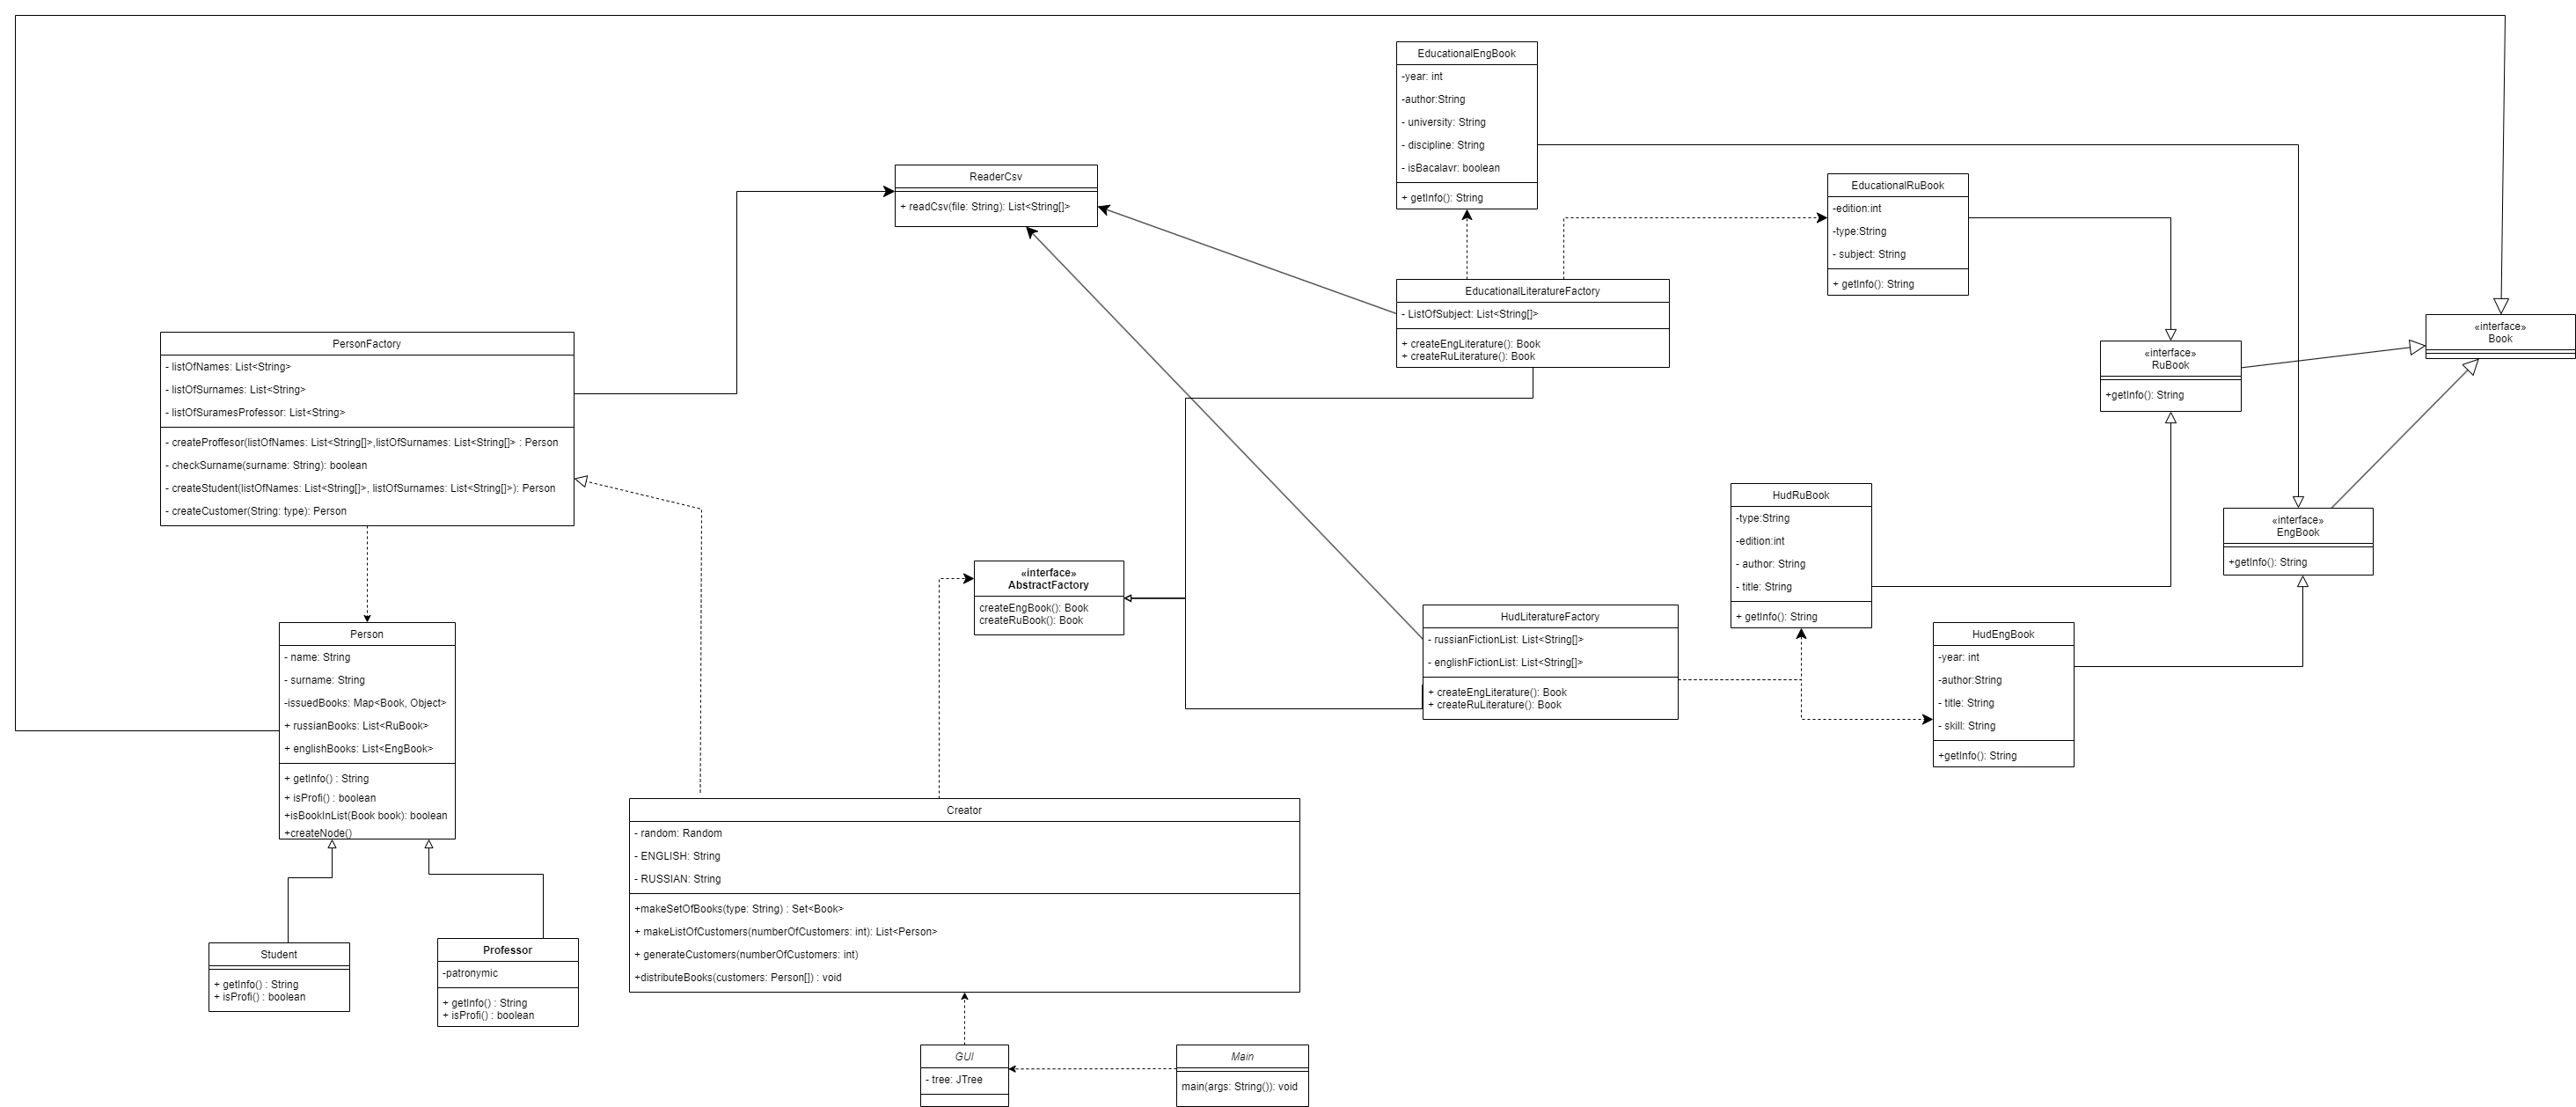 EducationalEngBook
-year: int
-author:String
- university: String
- discipline: String
- isBacalavr: boolean
+ getInfo(): String
ReaderCsv
+ readCsv(file: String): List<String[]>
EducationalRuBook
-edition:int
-type:String
- subject: String
+ getInfo(): String
EducationalLiteratureFactory
- ListOfSubject: List<String[]>
+ createEngLiterature(): Book
+ createRuLiterature(): Book
«interface»
Book
«interface»
RuBook
+getInfo(): String
PersonFactory
- listOfNames: List<String>
- listOfSurnames: List<String>
- listOfSuramesProfessor: List<String>
- createProffesor(listOfNames: List<String[]>,listOfSurnames: List<String[]> : Person
- checkSurname(surname: String): boolean
- createStudent(listOfNames: List<String[]>, listOfSurnames: List<String[]>): Person
- createCustomer(String: type): Person
HudRuBook
-type:String
-edition:int
- author: String
- title: String
+ getInfo(): String
«interface»
EngBook
+getInfo(): String
«interface»
AbstractFactory
createEngBook(): Book
createRuBook(): Book
HudLiteratureFactory
- russianFictionList: List<String[]>
- englishFictionList: List<String[]>
+ createEngLiterature(): Book
+ createRuLiterature(): Book
HudEngBook
-year: int
-author:String
- title: String
- skill: String
+getInfo(): String
Person
- name: String
- surname: String
-issuedBooks: Map<Book, Object>
+ russianBooks: List<RuBook>
+ englishBooks: List<EngBook>
+ getInfo() : String
+ isProfi() : boolean
+isBookInList(Book book): boolean
+createNode()
Creator
- random: Random
- ENGLISH: String
- RUSSIAN: String
+makeSetOfBooks(type: String) : Set<Book>
+ makeListOfCustomers(numberOfCustomers: int): List<Person>
+ generateCustomers(numberOfCustomers: int)
+distributeBooks(customers: Person[]) : void
Student
+ getInfo() : String
+ isProfi() : boolean
Professor
-patronymic
+ getInfo() : String
+ isProfi() : boolean
GUI
- tree: JTree
Main
main(args: String()): void